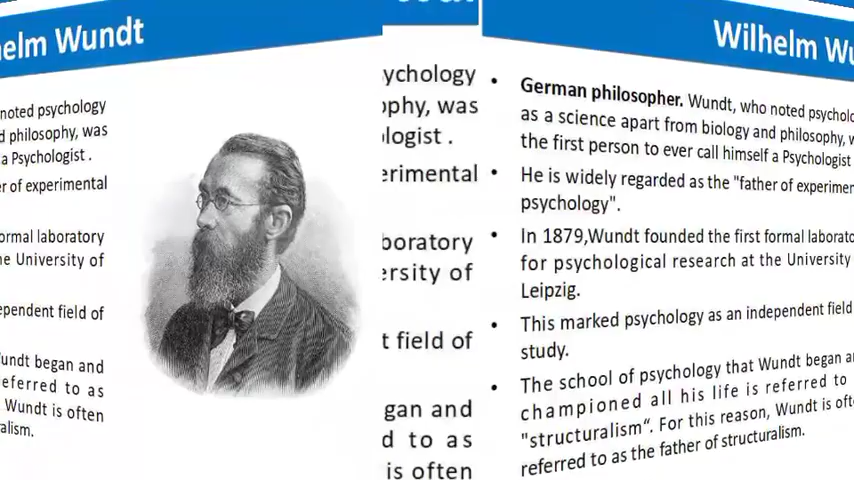 helm Wundt
noted psychology
d philosophy, was
a Psychologist .
er of experimental
ormal laboratory
he University of
ependent field of
undt began and
eferred to as
Wundt is often
ralism.
ychology
ophy, was
logist .
erimental
boratory
ersity of
t field of
gan and
d to as
is often
Wilhelm Wu
• German philosopher. Wundt, who noted psycholo
as a science apart from biology and philosophy, w
the first person to ever call himself a Psychologist
• He is widely regarded as the "father of experimen
psychology".
• In 1879,Wundt founded the first formal laborato
for psychological research at the University
Leipzig.
• This marked psychology as an independent field
study.
• The school of psychology that Wundt began an
championed all his life is referred to
"structuralism“. For this reason, Wundt is ofte
referred to as the father of structuralism.